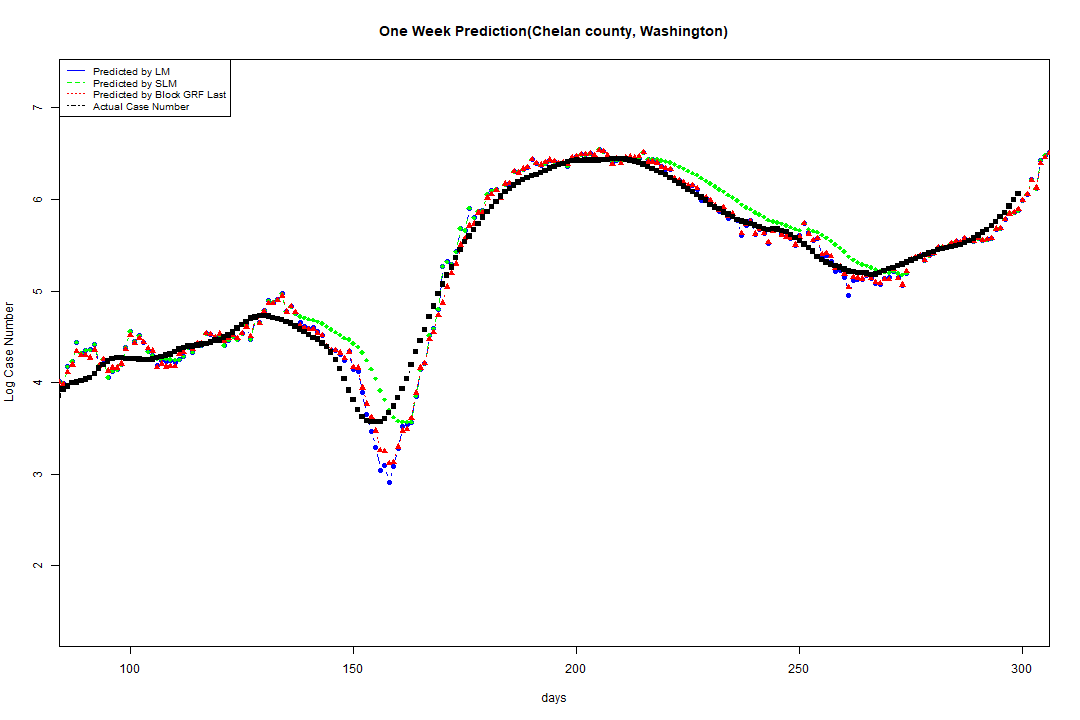 One Week Prediction(Chelan county, Washington)
Predicted by LM
Predicted by SLM
Predicted by Block GRF Last
Actual Case Number
Log Case Number
7
6
5
4
3
2
100 150 200 250 300
days